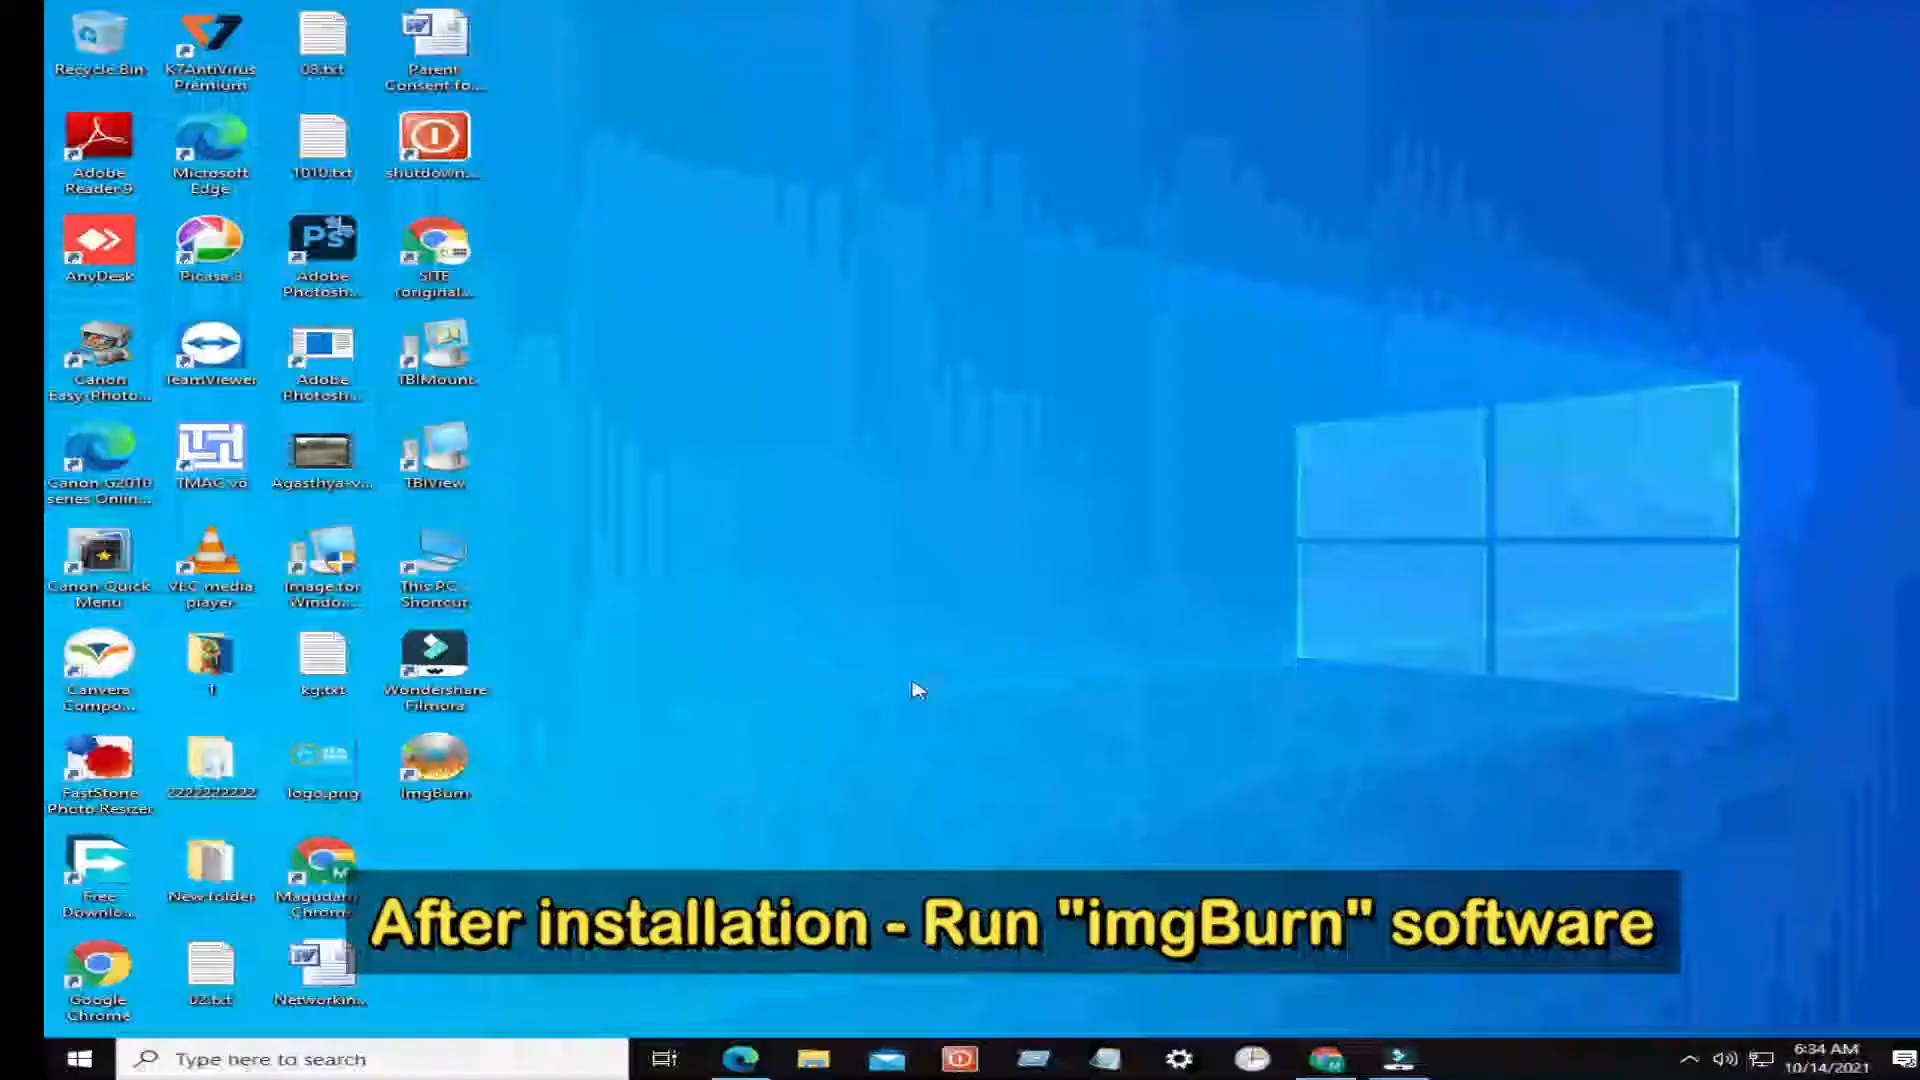 Recycle Bin
K7AntiVirus
Premium
03.txt
Parent
Consent fo...
Adobe
Reader 9
Microsoft
Edge
1010.txt
shutdown...
AnyDesk
Picasa 3
Adobe
Photosh...
SITE
(original...
Canon
Easy-Photo...
TeamViewer
Adobe
Photosh...
TBIMount
Canon G2010
series Onlin...
TMAC v6
Agasthya-v...
TBIView
Canon Quick
Menu
VLC media
player
Image for
Windo...
This PC -
Shortcut
Canvera
Compo...
kg.txt
Wondershare
Filmora
FastStone
Photo Resizer
2222222222
logo.png
ImgBurn
Free
Downlo...
New folder
Magudam
Chrome
Google
Chrome
02.txt
Networkin...
After installation - Run "imgBurn" software
Type here to search
6:34 AM
10/14/2021